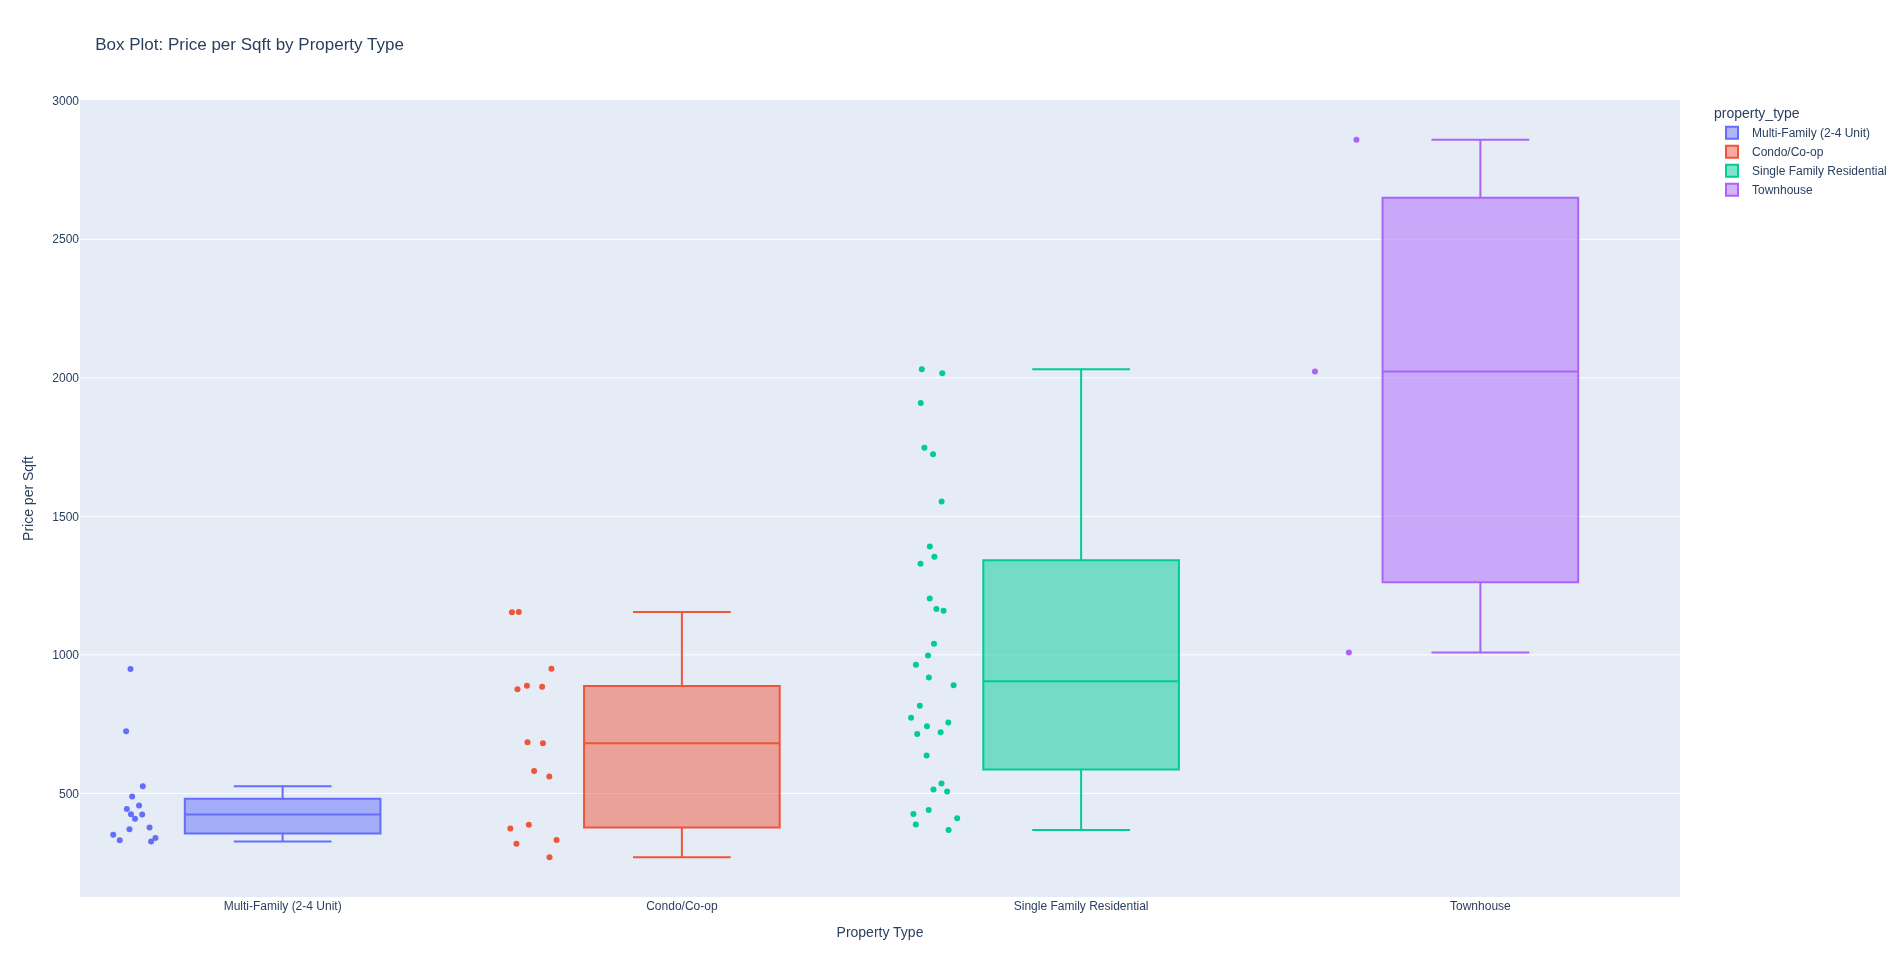 Box Plot: Price per Sqft by Property Type
3000
2500
2000
1500
1000
500
Price per Sqft
Multi-Family (2-4 Unit)
Condo/Co-op
Single Family Residential
Townhouse
Property Type
property_type
Multi-Family (2-4 Unit)
Condo/Co-op
Single Family Residential
Townhouse